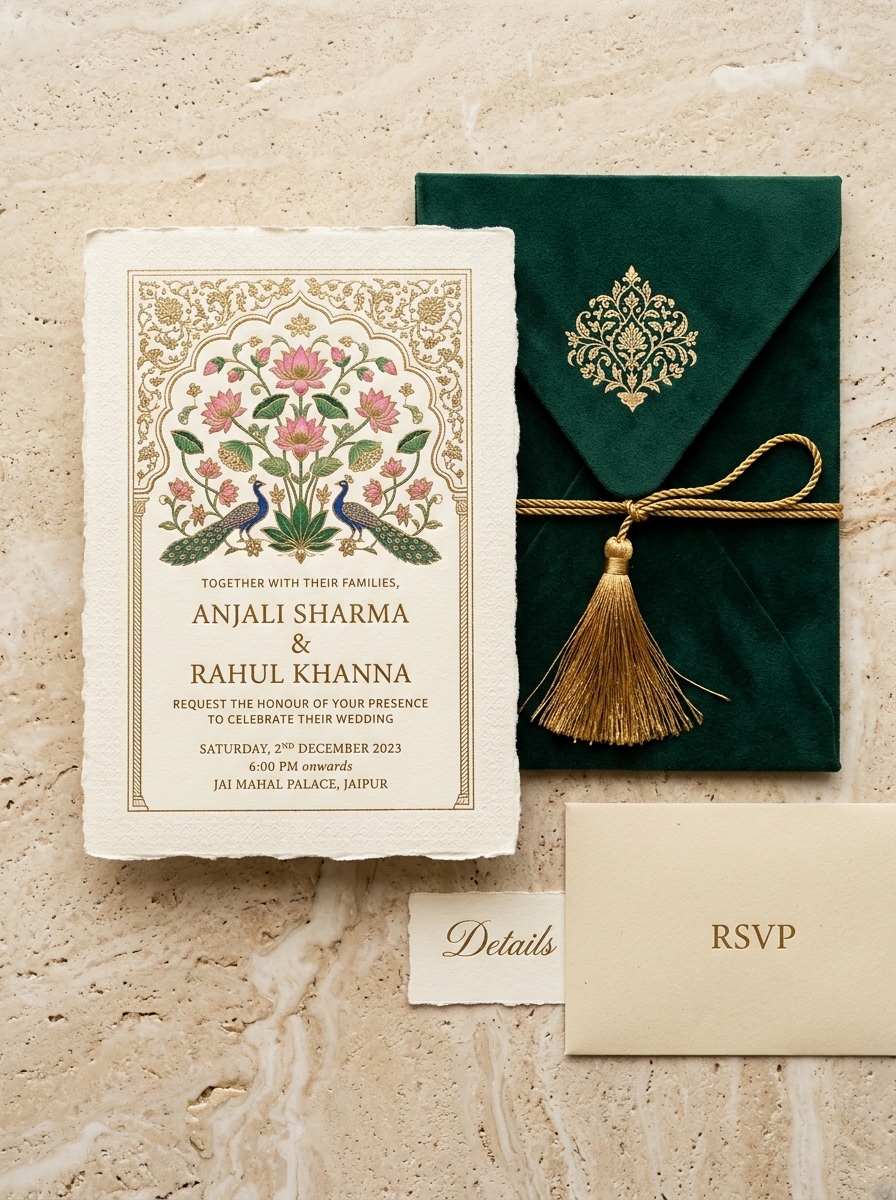 TOGETHER WITH THEIR FAMILIES,
ANJALI SHARMA
&
RAHUL KHANNA
REQUEST THE HONOUR OF YOUR PRESENCE
TO CELEBRATE THEIR WEDDING
SATURDAY, 2ND DECEMBER 2023
6:00 PM onwards
JAI MAHAL PALACE, JAIPUR
Details
RSVP